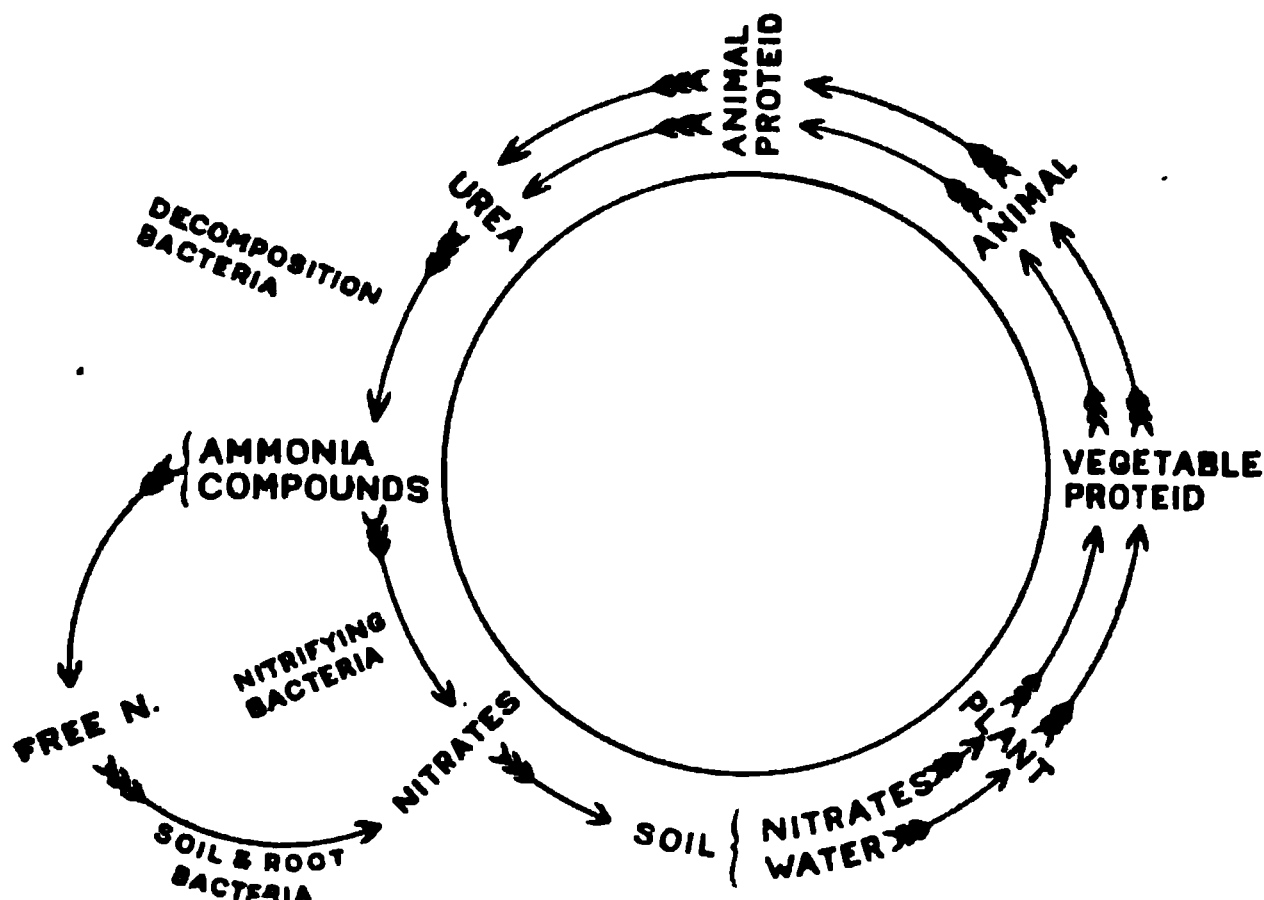 ANIMAL
PROTEID
UREA
ANIMAL
DECOMPOSITION
BACTERIA
AMMONIA
COMPOUNDS
VEGETABLE
PROTEID
NITRIFYING
BACTERIA
FREE N.
NITRATES
PLANT
SOIL
NITRATES
WATER
SOIL & ROOT
BACTERIA